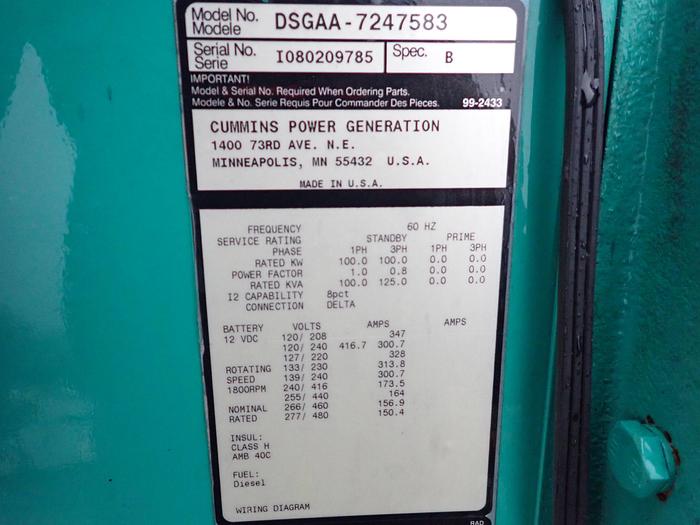 Model No. DSGAA-7247583
Modele
Serial No. I080209785 Spec. B
Serie
IMPORTANT!
Model & Serial No. Required When Ordering Parts.
Modele & No. Serie Requis Pour Commander Des Pieces. 99-2433
CUMMINS POWER GENERATION
1400 73RD AVE. N.E.
MINNEAPOLIS, MN 55432 U.S.A.
MADE IN U.S.A.
FREQUENCY 60 HZ
SERVICE RATING STANDBY PRIME
PHASE 1PH 3PH 1PH 3PH
RATED KW 100.0 100.0 0.0 0.0
POWER FACTOR 1.0 0.8 0.0 0.0
RATED KVA 100.0 125.0 0.0 0.0
I2 CAPABILITY 8pct
CONNECTION DELTA
BATTERY VOLTS AMPS AMPS
12 VDC 120/ 208 347
120/ 240 416.7 300.7
127/ 220 328
ROTATING 133/ 230 313.8
SPEED 139/ 240 300.7
1800RPM 240/ 416 173.5
255/ 440 164
NOMINAL 266/ 460 156.9
RATED 277/ 480 150.4
INSUL:
CLASS H
AMB 40C
FUEL:
Diesel
WIRING DIAGRAM
RAD